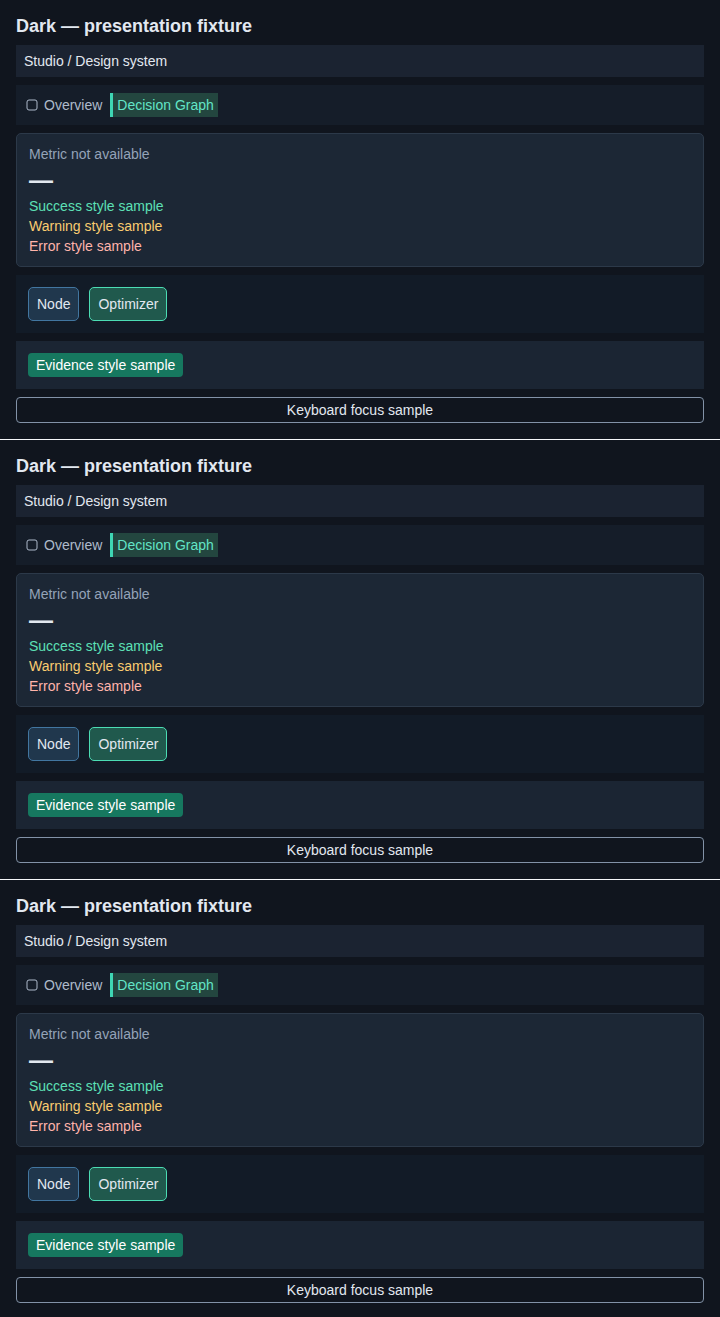 Dark — presentation fixture
Studio / Design system
Overview Decision Graph
Metric not available
—
Success style sample
Warning style sample
Error style sample
Node Optimizer
Evidence style sample
Keyboard focus sample
Dark — presentation fixture
Studio / Design system
Overview Decision Graph
Metric not available
—
Success style sample
Warning style sample
Error style sample
Node Optimizer
Evidence style sample
Keyboard focus sample
Dark — presentation fixture
Studio / Design system
Overview Decision Graph
Metric not available
—
Success style sample
Warning style sample
Error style sample
Node Optimizer
Evidence style sample
Keyboard focus sample